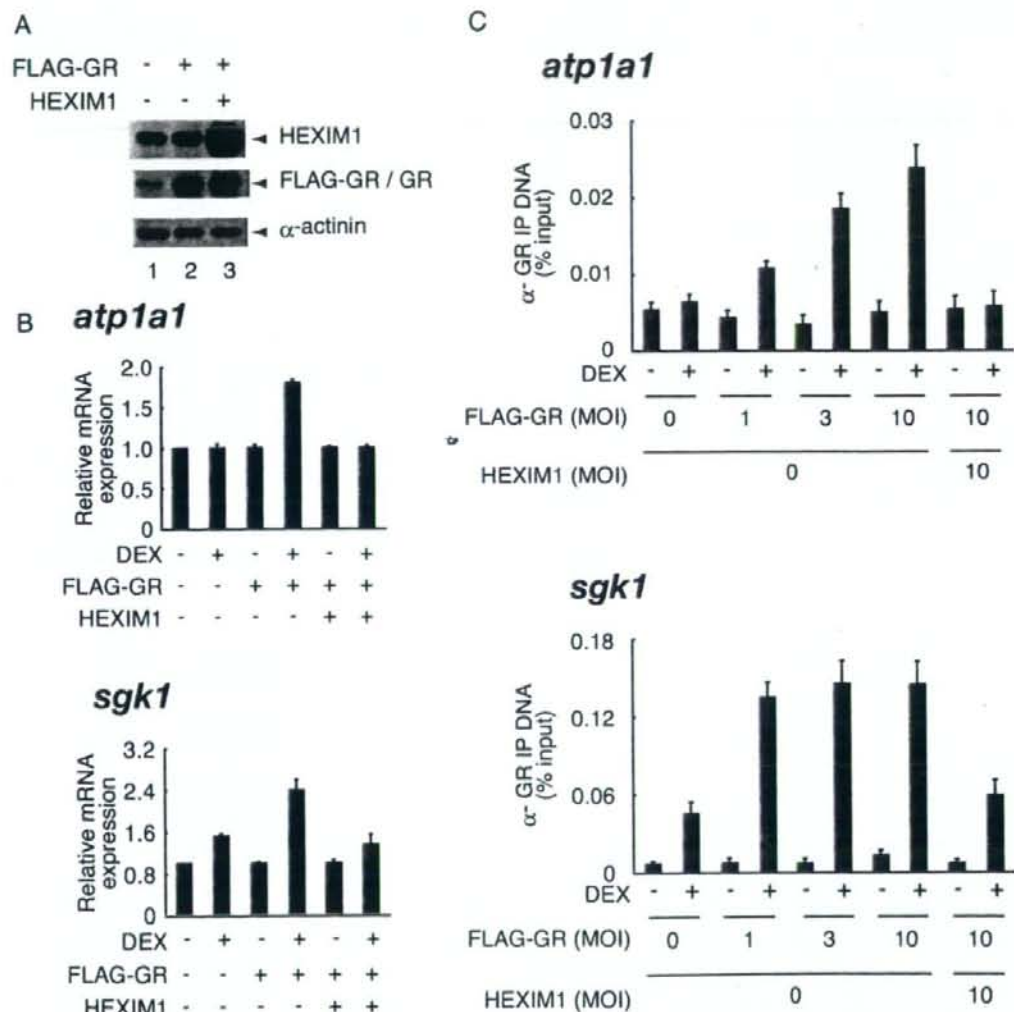 A
FLAG-GR - + +
HEXIM1 - - +
HEXIM1
FLAG-GR / GR
α-actinin
1 2 3
B
atp1a1
Relative mRNA expression
2.0
1.5
1.0
0.5
0
DEX - + - + - +
FLAG-GR - - + + + +
HEXIM1 - - - - + +
sgk1
Relative mRNA expression
3.2
2.4
1.6
0.8
0
DEX - + - + - +
FLAG-GR - - + + + +
HEXIM1 - - - - + +
C
atp1a1
α- GR IP DNA
(% input)
0.03
0.02
0.01
0
DEX - + - + - + - + - +
FLAG-GR (MOI) 0 1 3 10 10
HEXIM1 (MOI) 0 10
sgk1
α- GR IP DNA
(% input)
0.18
0.12
0.06
0
DEX - + - + - + - + - +
FLAG-GR (MOI) 0 1 3 10 10
HEXIM1 (MOI) 0 10